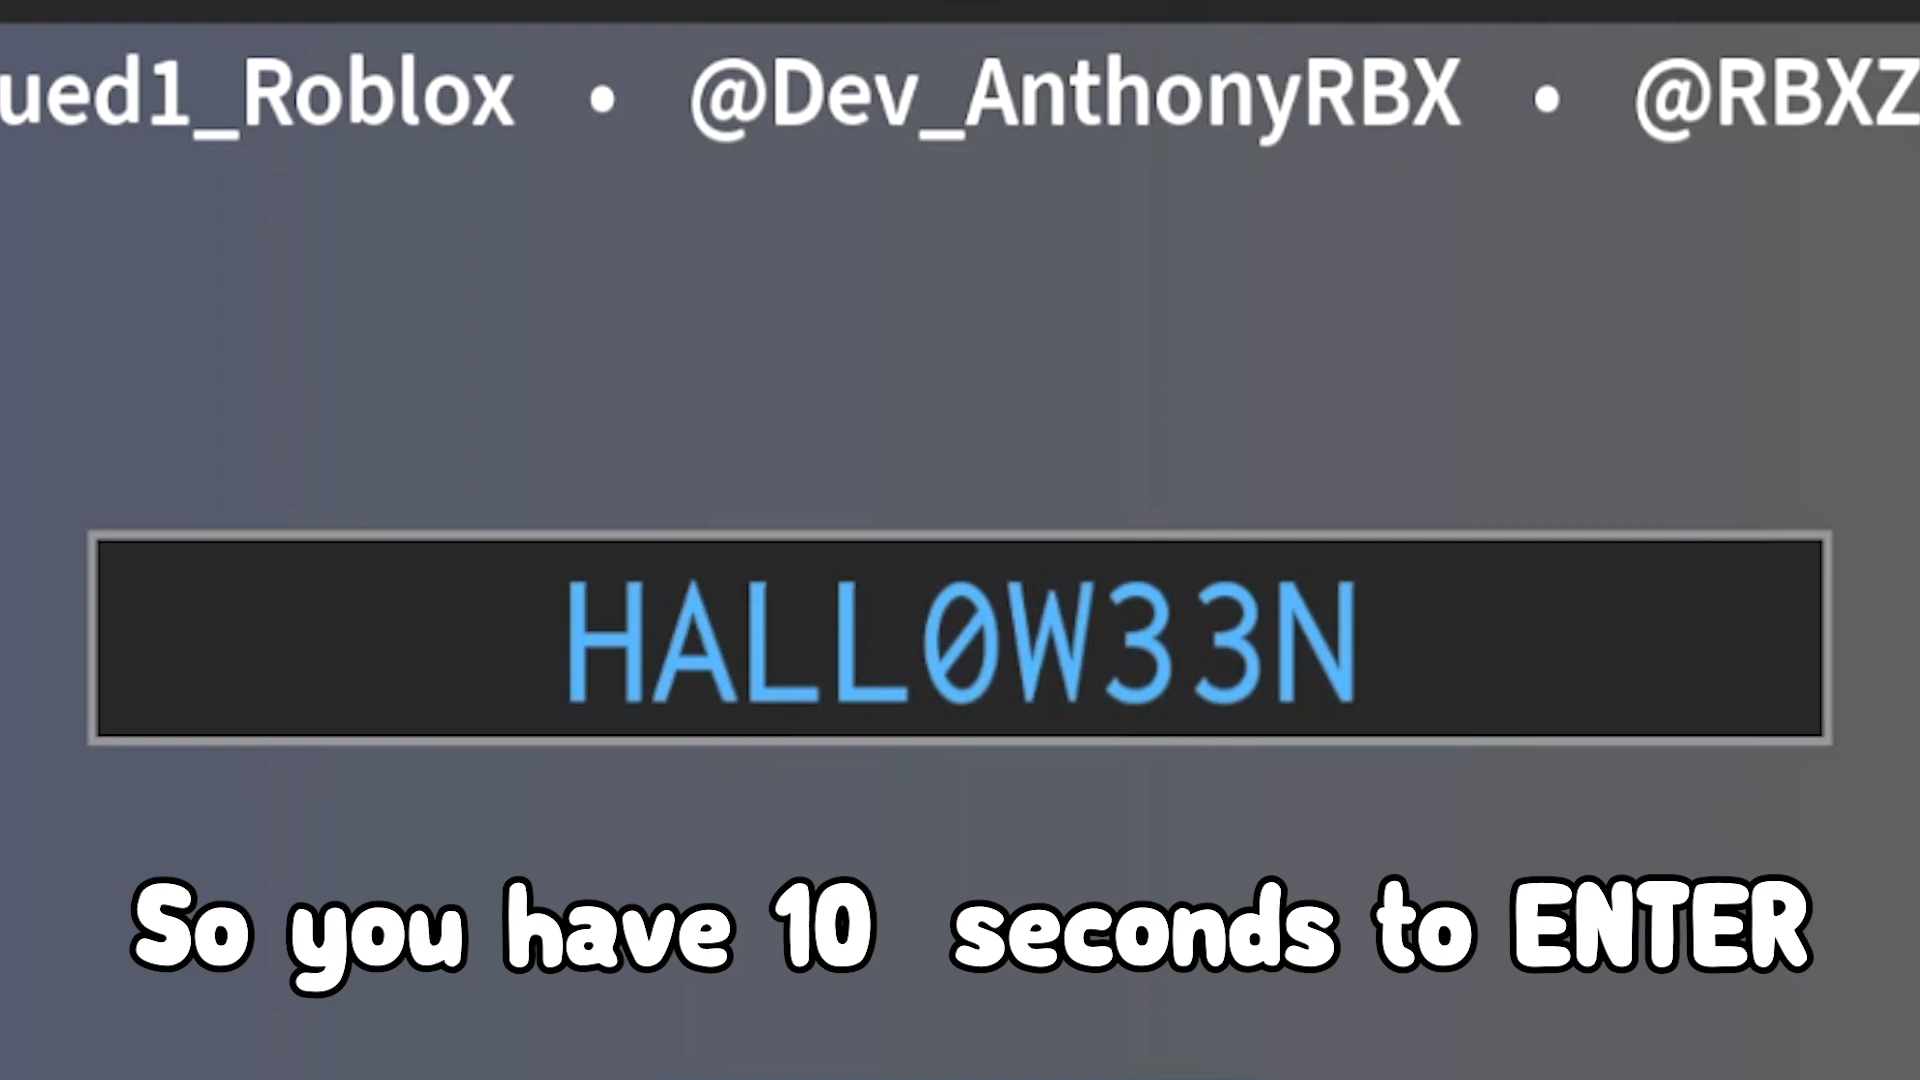 ued1_Roblox • @Dev_AnthonyRBX • @RBXZ
HALL0W33N
So you have 10 seconds to ENTER